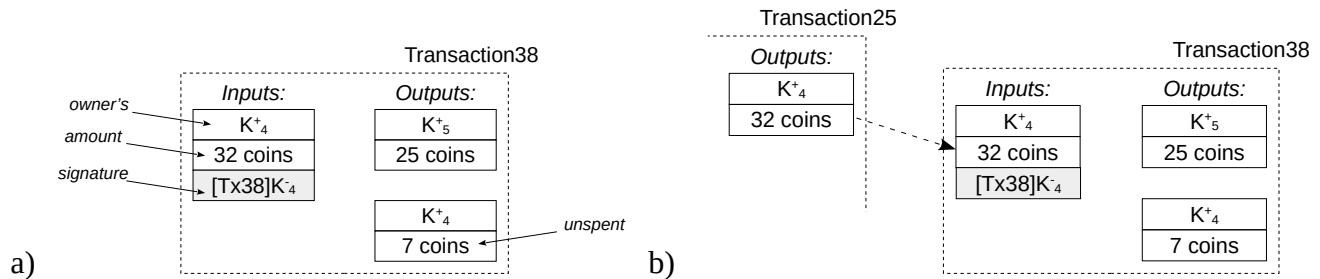 Transaction38
Inputs:
Outputs:
owner's
K+4
K+5
amount
32 coins
25 coins
signature
[Tx38]K-4
K+4
unspent
7 coins
a)
Transaction25
Outputs:
K+4
32 coins
Transaction38
Inputs:
Outputs:
K+4
K+5
32 coins
25 coins
[Tx38]K-4
K+4
7 coins
b)